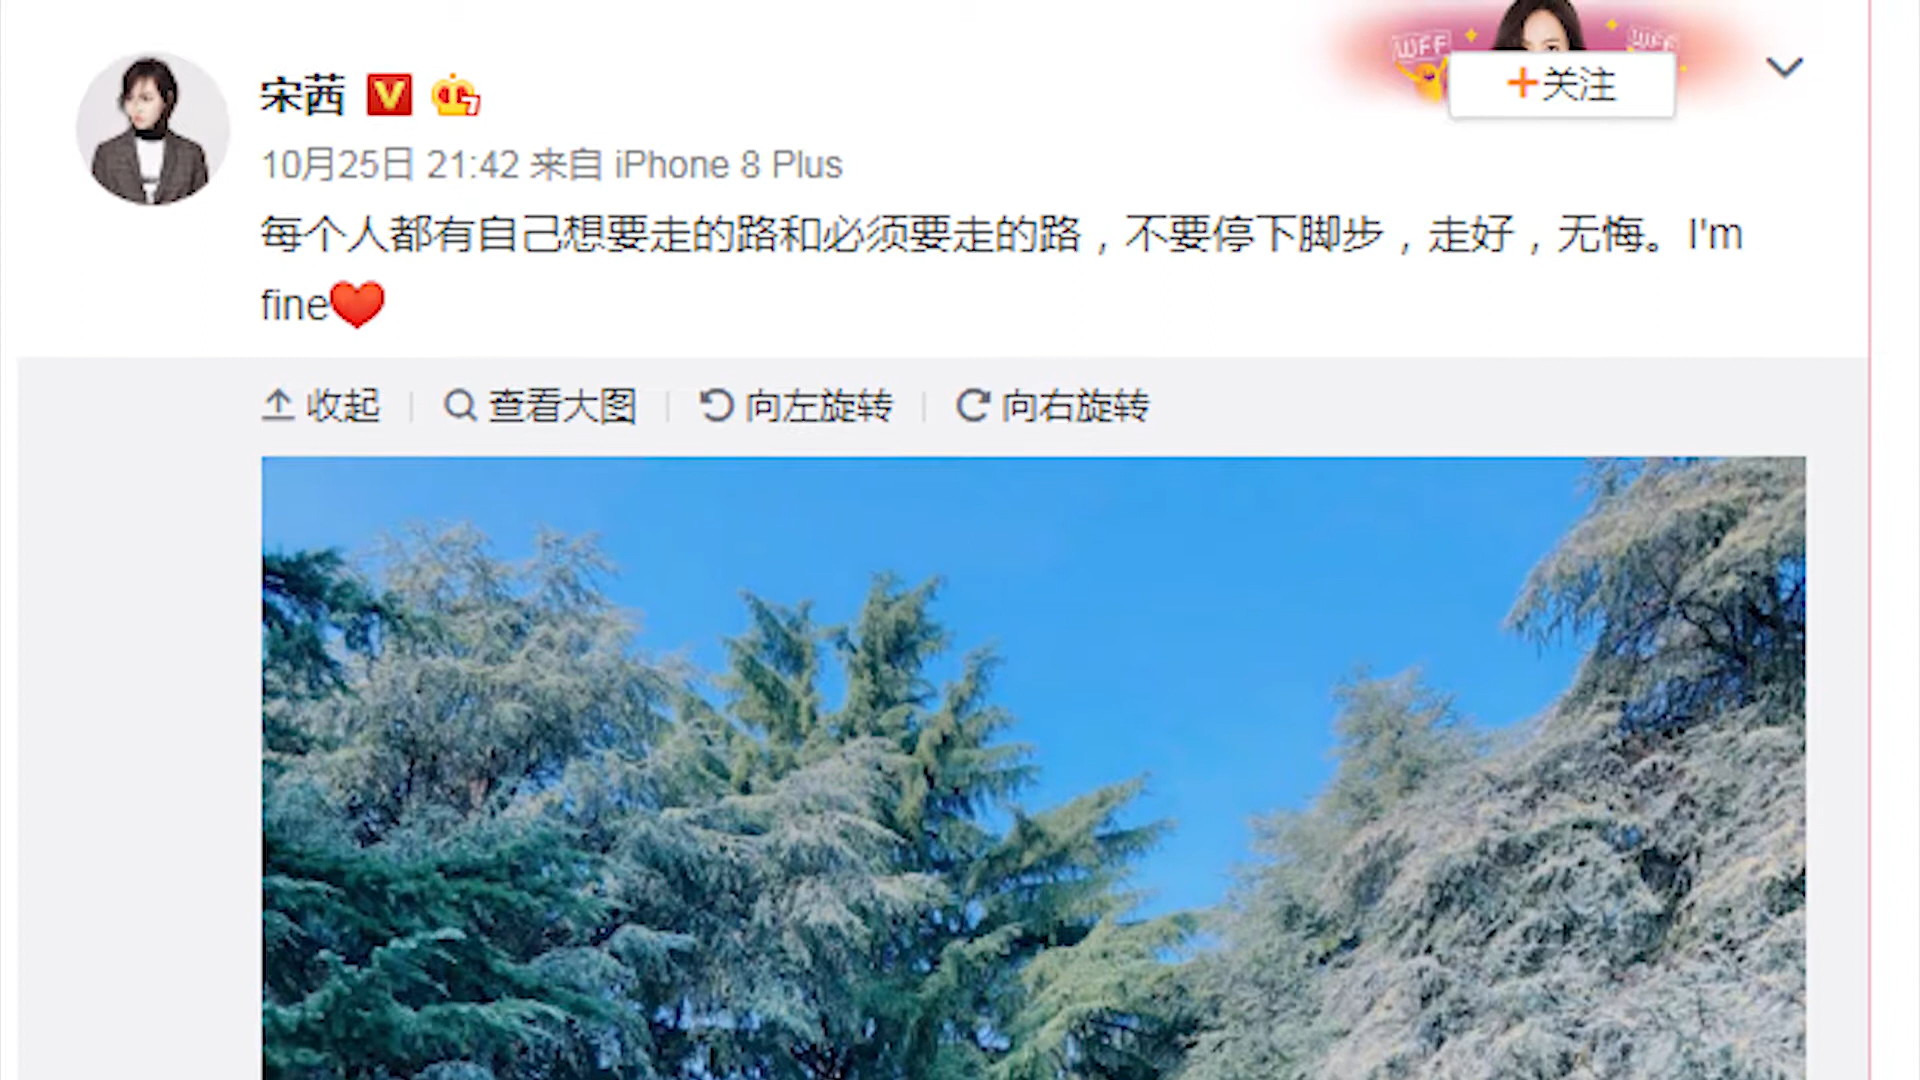 宋茜
WFF
WFF
+关注
10月25日 21:42 来自 iPhone 8 Plus
每个人都有自己想要走的路和必须要走的路，不要停下脚步，走好，无悔。I'm
fine❤️
收起 | 查看大图 | 向左旋转 | 向右旋转